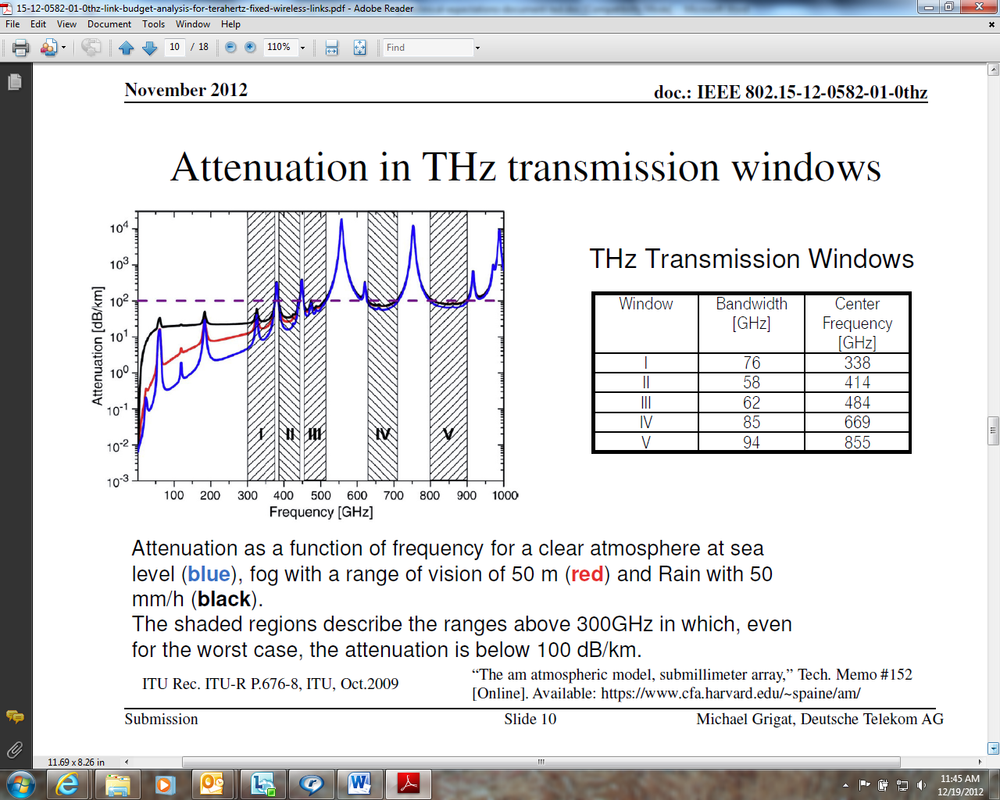 15-12-0582-01-0thz-link-budget-analysis-for-terahertz-fixed-wireless-links.pdf - Adobe Reader
File Edit View Document Tools Window Help
10 / 18 110% Find
November 2012 doc.: IEEE 802.15-12-0582-01-0thz
Attenuation in THz transmission windows
THz Transmission Windows
Window Bandwidth [GHz] Center Frequency [GHz]
I 76 338
II 58 414
III 62 484
IV 85 669
V 94 855
Attenuation [dB/km]
10^4
10^3
10^2
10^1
10^0
10^-1
10^-2
10^-3
I II III IV V
100 200 300 400 500 600 700 800 900 1000
Frequency [GHz]
Attenuation as a function of frequency for a clear atmosphere at sea
level (blue), fog with a range of vision of 50 m (red) and Rain with 50
mm/h (black).
The shaded regions describe the ranges above 300GHz in which, even
for the worst case, the attenuation is below 100 dB/km.
ITU Rec. ITU-R P.676-8, ITU, Oct.2009
“The am atmospheric model, submillimeter array,” Tech. Memo #152
[Online]. Available: https://www.cfa.harvard.edu/~spaine/am/
Submission Slide 10 Michael Grigat, Deutsche Telekom AG
11.69 x 8.26 in
11:45 AM
12/19/2012